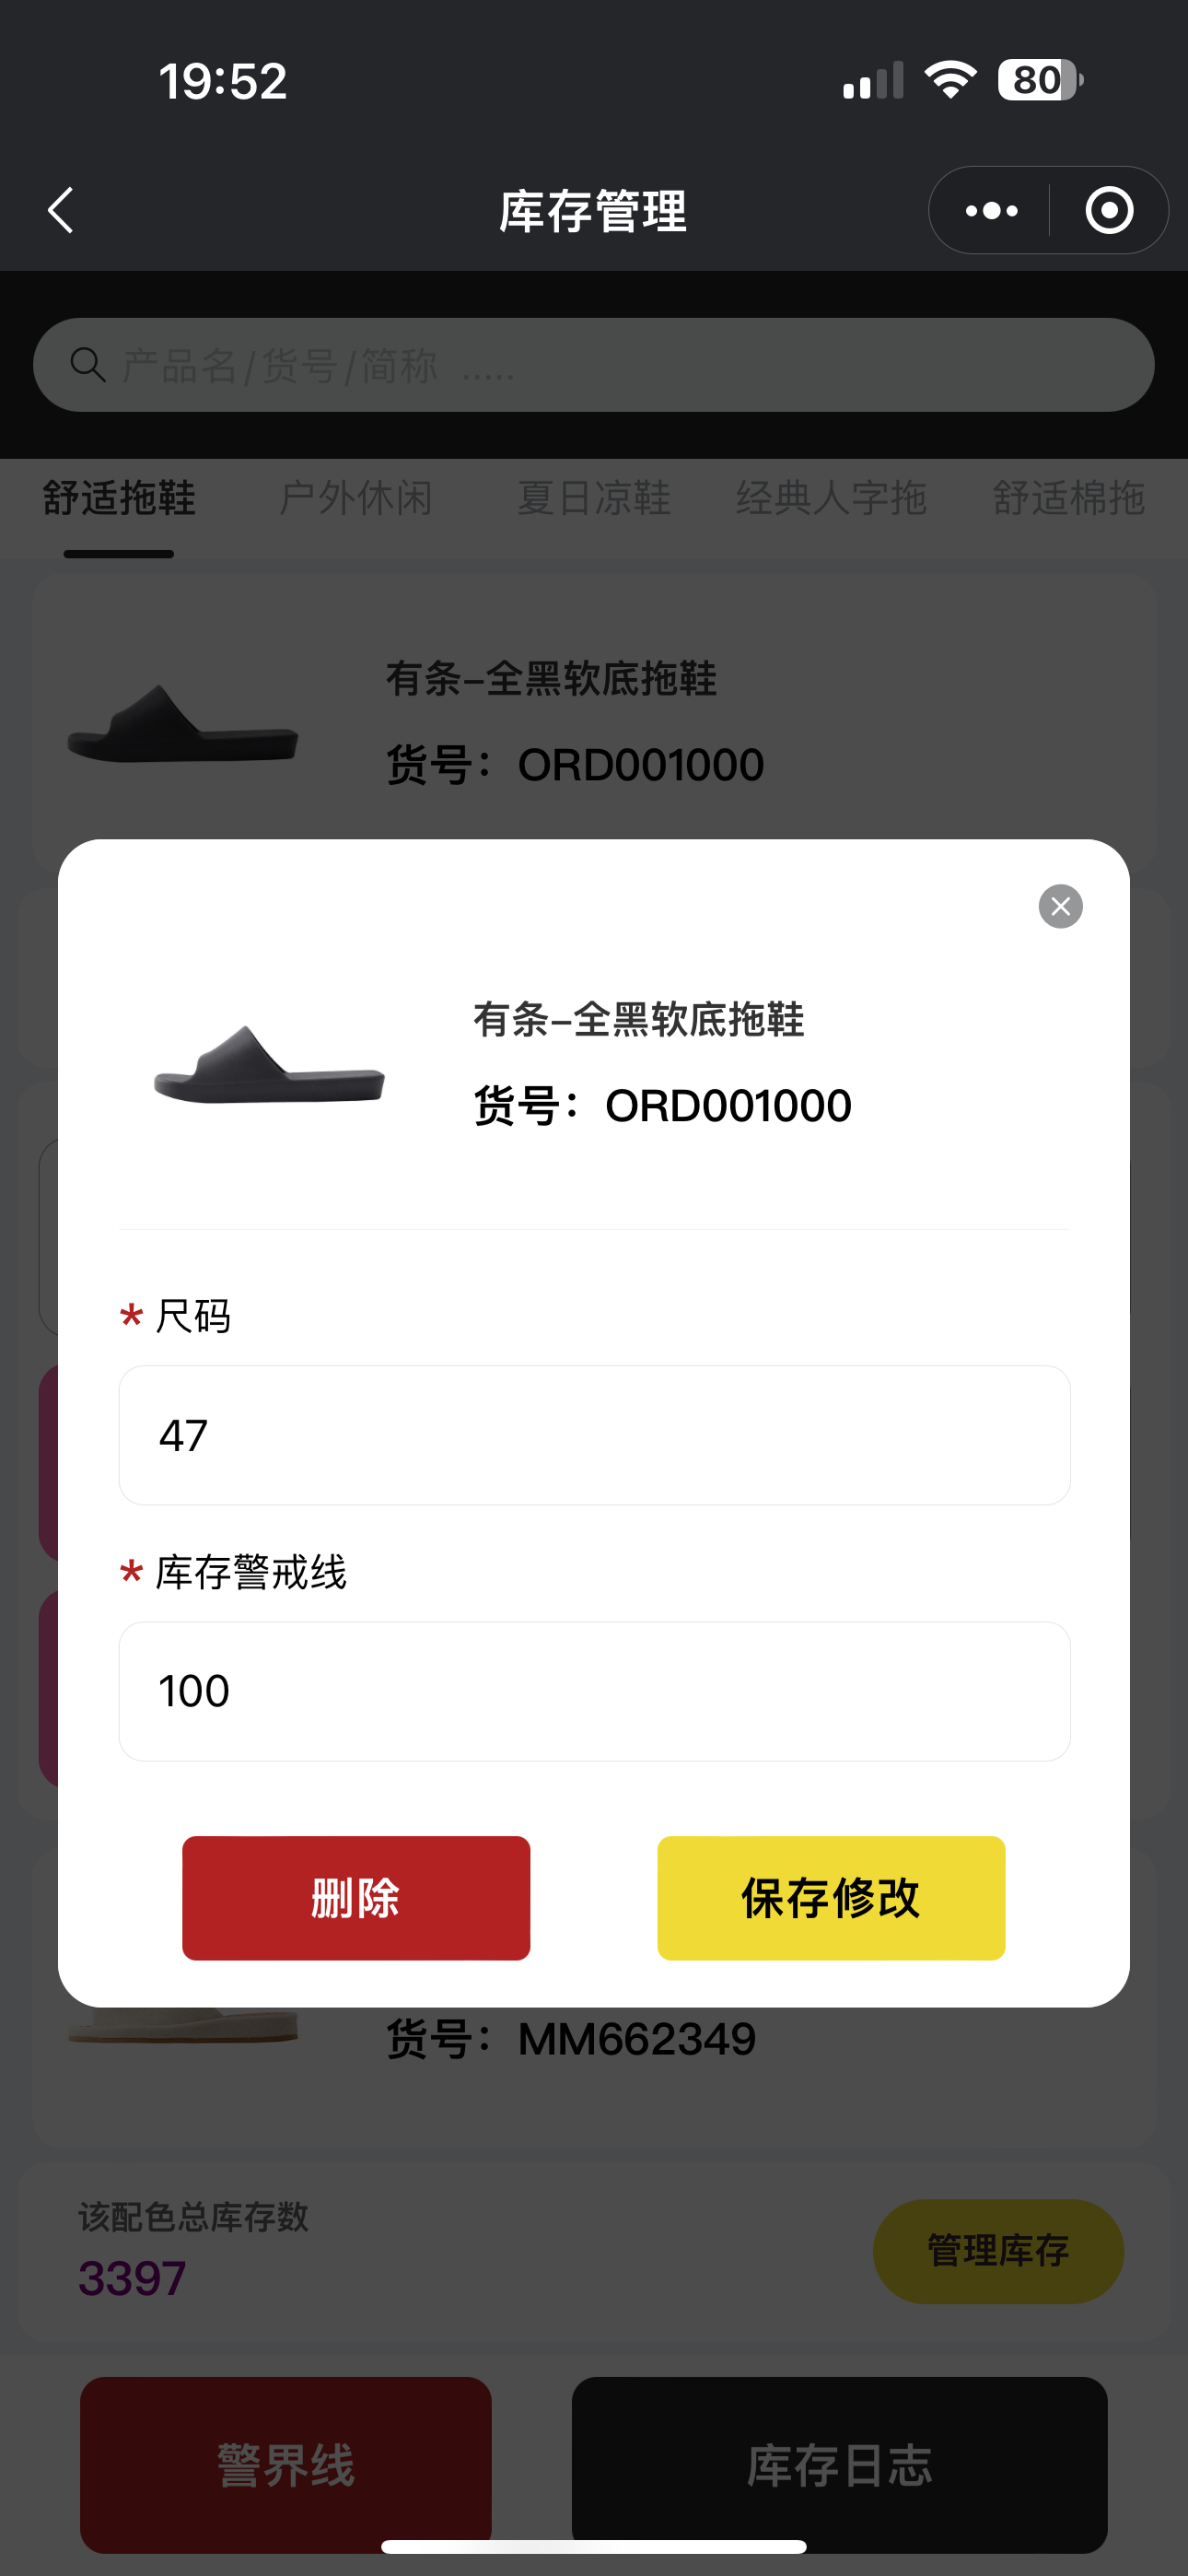 19:52
80
库存管理
产品名/货号/简称 .....
舒适拖鞋 户外休闲 夏日凉鞋 经典人字拖 舒适棉拖
有条-全黑软底拖鞋
货号：ORD001000
有条-全黑软底拖鞋
货号：ORD001000
* 尺码
47
* 库存警戒线
100
删除 保存修改
货号：MM662349
该配色总库存数
3397
管理库存
警界线 库存日志